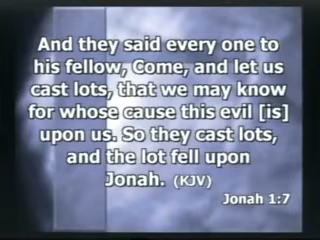 And they said every one to
his fellow, Come, and let us
cast lots, that we may know
for whose cause this evil [is]
upon us. So they cast lots,
and the lot fell upon
Jonah. (KJV)
Jonah 1:7